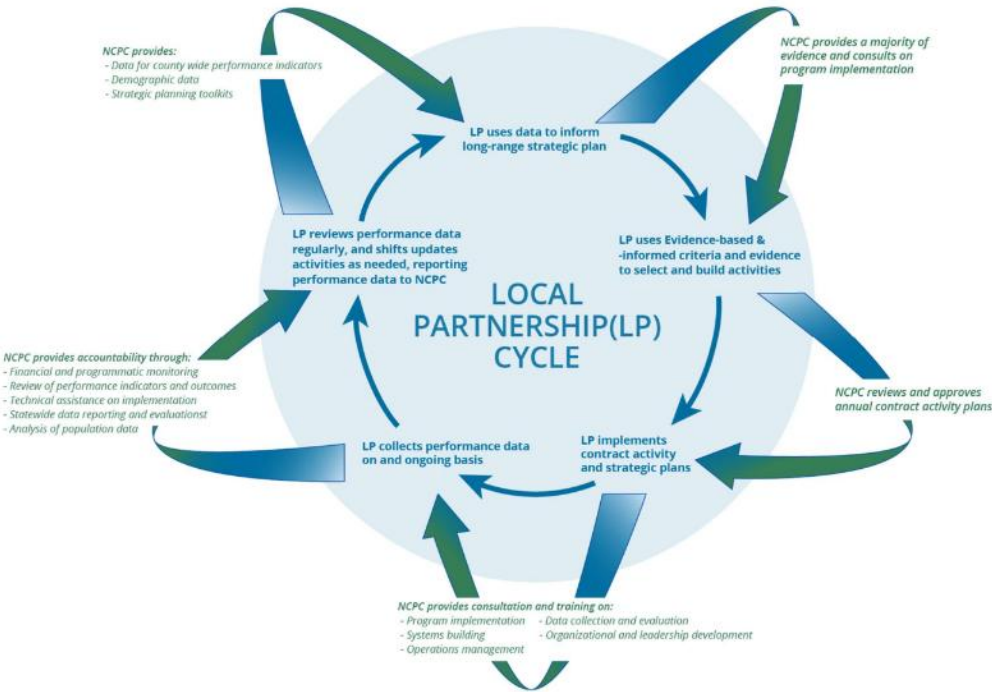 NCPC provides:
- Data for county wide performance indicators
- Demographic data
- Strategic planning toolkits
NCPC provides a majority of
evidence and consults on
program implementation
LP uses data to inform
long-range strategic plan
LP reviews performance data
regularly, and shifts updates
activities as needed, reporting
performance data to NCPC
LP uses Evidence-based &
-informed criteria and evidence
to select and build activities
LOCAL
PARTNERSHIP(LP)
CYCLE
NCPC provides accountability through:
- Financial and programmatic monitoring
- Review of performance indicators and outcomes
- Technical assistance on implementation
- Statewide data reporting and evaluationst
- Analysis of population data
NCPC reviews and approves
annual contract activity plans
LP collects performance data
on and ongoing basis
LP implements
contract activity
and strategic plans
NCPC provides consultation and training on:
- Program implementation - Data collection and evaluation
- Systems building - Organizational and leadership development
- Operations management